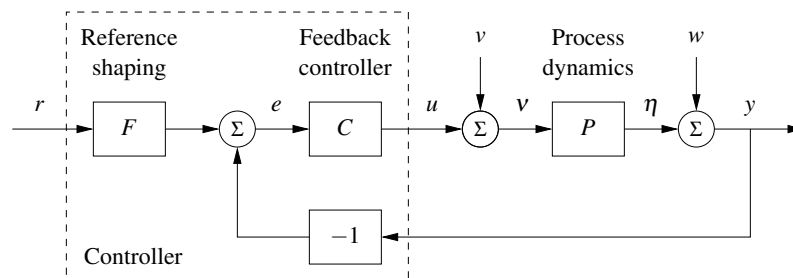 Reference
shaping
Feedback
controller
v
Process
dynamics
w
r
F
Σ
e
C
u
Σ
ν
P
η
Σ
y
−1
Controller